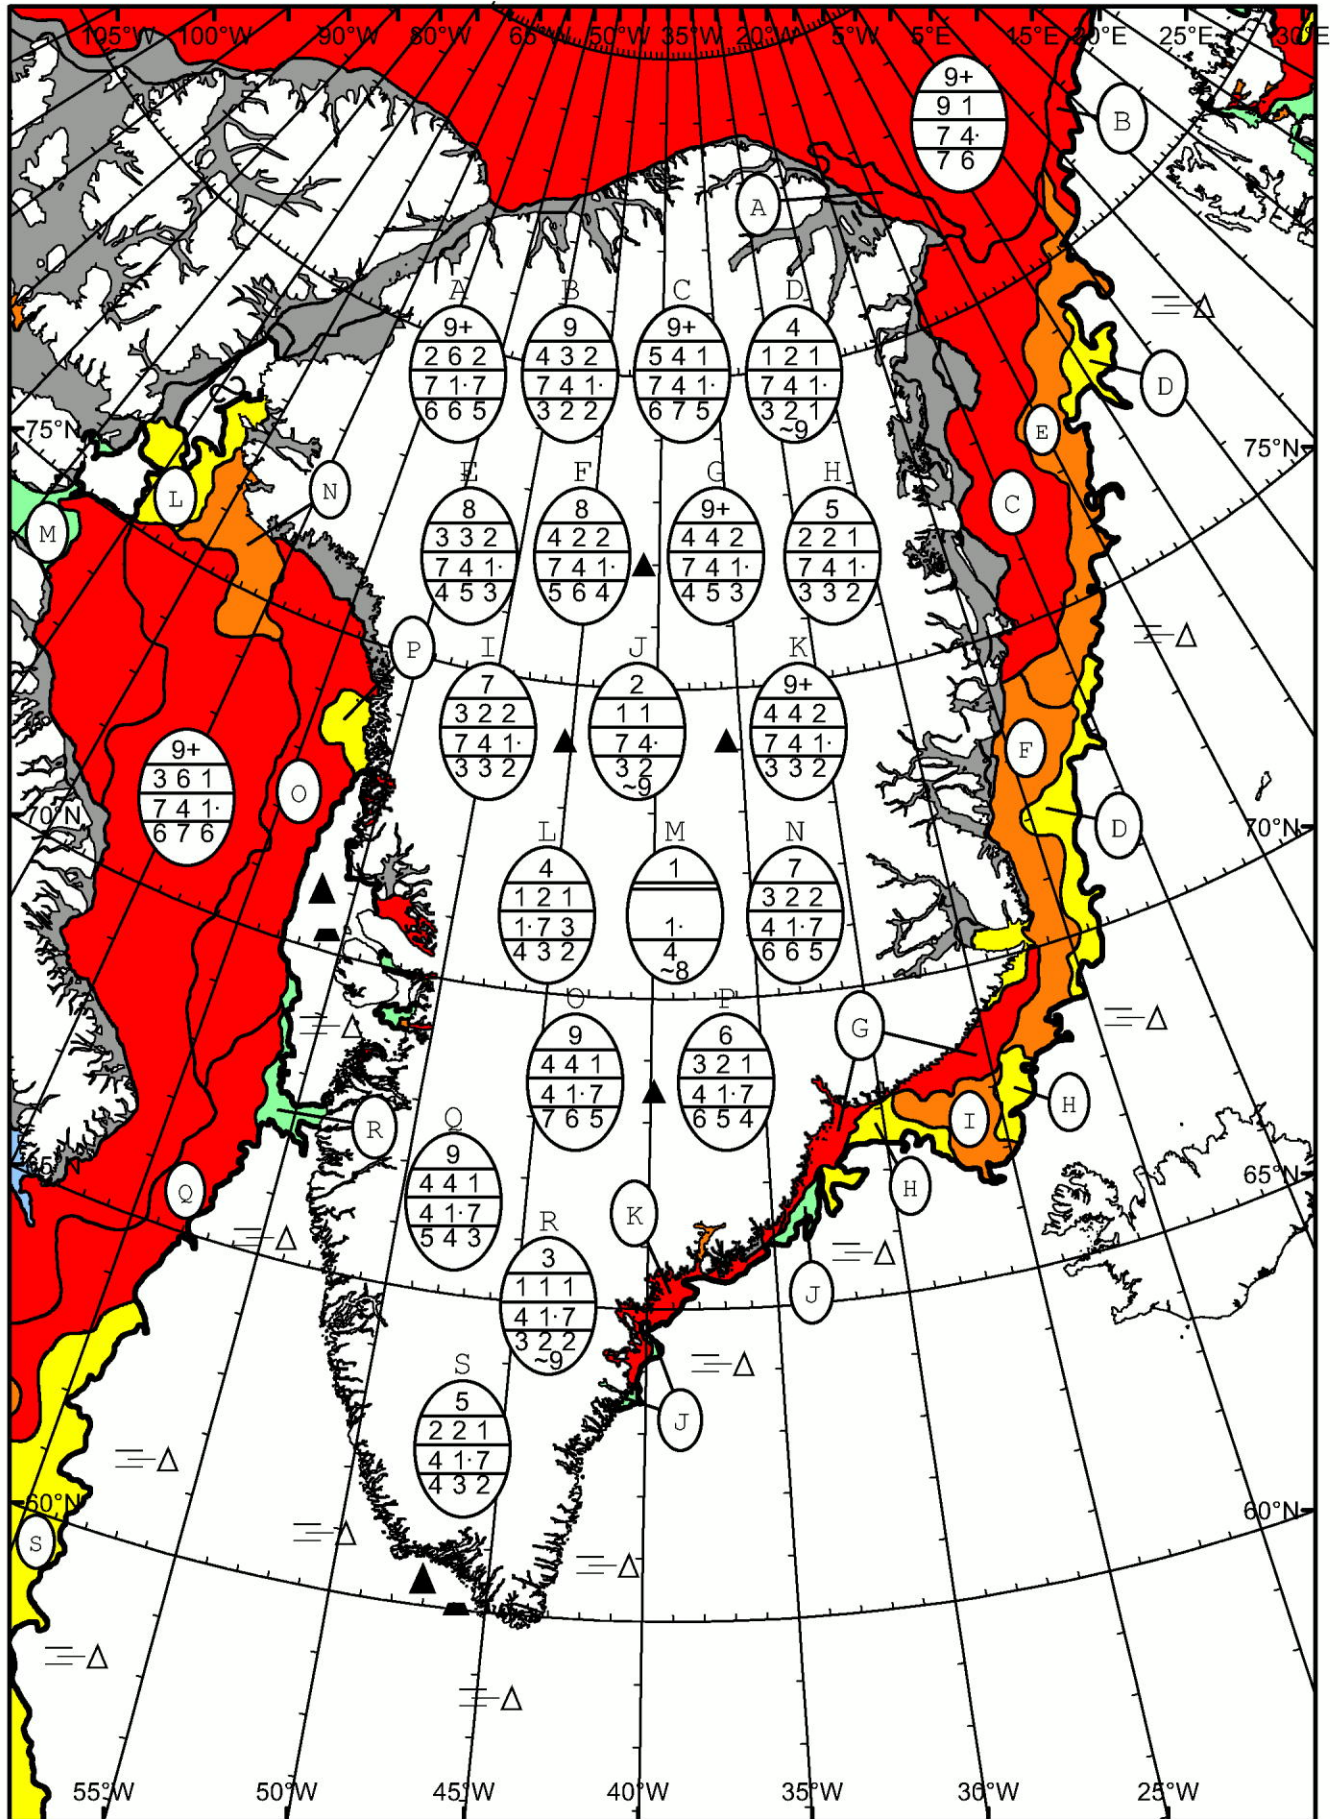 105°W 100°W 90°W 80°W 65°W 50°W 35°W 20°W 5°W 5°E 15°E 20°E 25°E 30°E
9+
9 1
7 4·
7 6
B
A
A B C D
9+ 9 9+ 4
2 6 2 4 3 2 5 4 1 1 2 1
7 1·7 7 4 1· 7 4 1· 7 4 1·
6 6 5 3 2 2 6 7 5 3 2 1
~9
D
75°N E 75°N
L N C
M
E F G H
8 8 9+ 5
3 3 2 4 2 2 4 4 2 2 2 1
7 4 1· 7 4 1· 7 4 1· 7 4 1·
4 5 3 5 6 4 4 5 3 3 3 2
P
I J K
7 2 9+
3 2 2 1 1 4 4 2
7 4 1· 7 4· 7 4 1·
3 3 2 3 2 3 3 2
~9
F
9+
3 6 1
7 4 1·
6 7 6
O
70°N D 70°N
L M N
4 1 7
1 2 1 3 2 2
1·7 3 1· 4 1·7
4 3 2 4 6 6 5
~8
O P
9 6
4 4 1 3 2 1
4 1·7 4 1·7
7 6 5 6 5 4
G
H
I
R
Q
9
4 4 1
4 1·7
5 4 3
65°N 65°N
Q H
K
R
3
1 1 1
4 1·7
3 2 2
~9
J
S
5
2 2 1
4 1·7
4 3 2
J
60°N 60°N
S
55°W 50°W 45°W 40°W 35°W 30°W 25°W